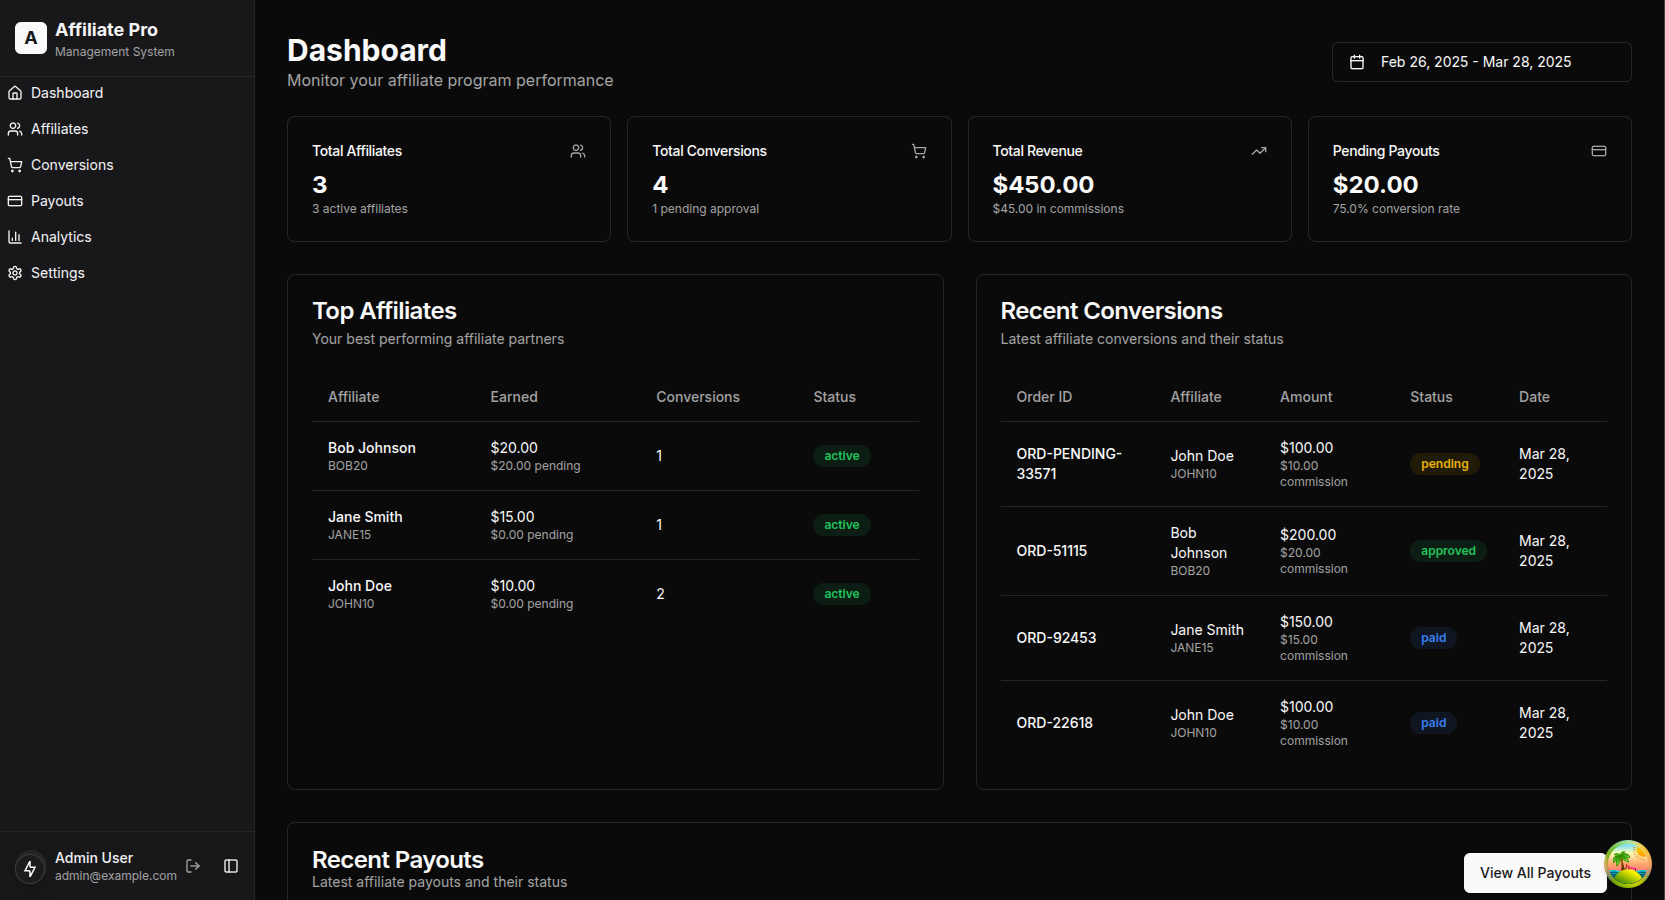 A
Affiliate Pro
Management System
Dashboard
Affiliates
Conversions
Payouts
Analytics
Settings
Admin User
admin@example.com
Dashboard
Monitor your affiliate program performance
Feb 26, 2025 - Mar 28, 2025
Total Affiliates
3
3 active affiliates
Total Conversions
4
1 pending approval
Total Revenue
$450.00
$45.00 in commissions
Pending Payouts
$20.00
75.0% conversion rate
Top Affiliates
Your best performing affiliate partners
Affiliate Earned Conversions Status
Bob Johnson $20.00 1 active
BOB20 $20.00 pending
Jane Smith $15.00 1 active
JANE15 $0.00 pending
John Doe $10.00 2 active
JOHN10 $0.00 pending
Recent Conversions
Latest affiliate conversions and their status
Order ID Affiliate Amount Status Date
ORD-PENDING-
33571
John Doe
JOHN10
$100.00
$10.00
commission
pending
Mar 28,
2025
ORD-51115
Bob
Johnson
BOB20
$200.00
$20.00
commission
approved
Mar 28,
2025
ORD-92453
Jane Smith
JANE15
$150.00
$15.00
commission
paid
Mar 28,
2025
ORD-22618
John Doe
JOHN10
$100.00
$10.00
commission
paid
Mar 28,
2025
Recent Payouts
Latest affiliate payouts and their status
View All Payouts